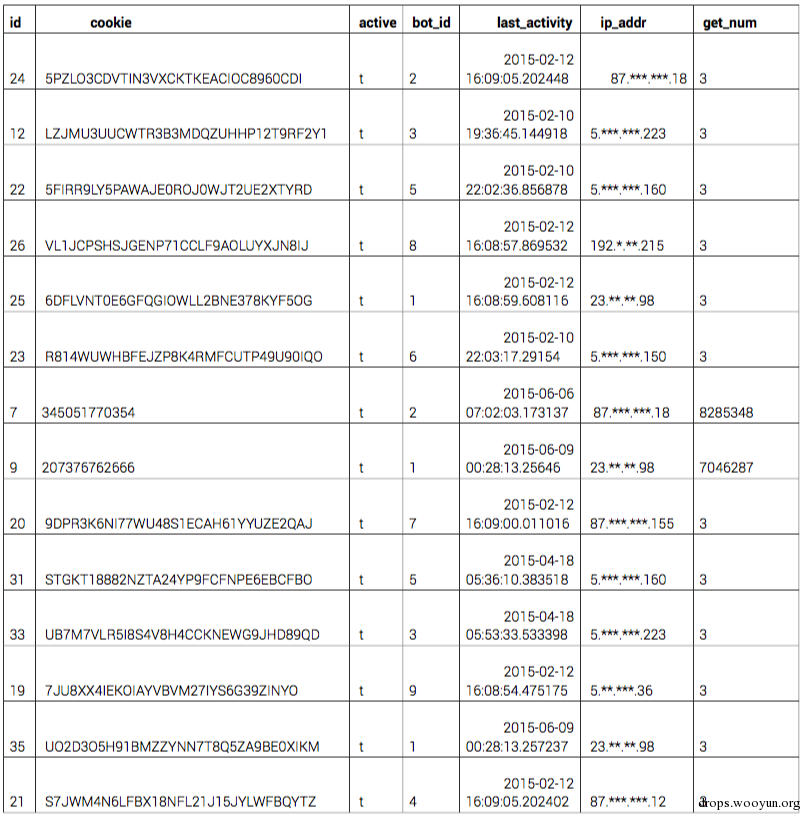 id cookie active bot_id last_activity ip_addr get_num
2015-02-12
24 5PZLO3CDVTIN3VXCKTKEACIOC8960CDI t 2 16:09:05.202448 87.***.***.18 3
2015-02-10
12 LZJMU3UUCWTR3B3MDQZUHHP12T9RF2Y1 t 3 19:36:45.144918 5.***.***.223 3
2015-02-10
22 5FIRR9LY5PAWAJE0ROJ0WJT2UE2XTYRD t 5 22:02:36.856878 5.***.***.160 3
2015-02-12
26 VL1JCPSHSJGENP71CCLF9AOLUYXJN8IJ t 8 16:08:57.869532 192.*.**.215 3
2015-02-12
25 6DFLVNT0E6GFQGIOWLL2BNE378KYF5OG t 1 16:08:59.608116 23.**.**.98 3
2015-02-10
23 R814WUWHBFEJZP8K4RMFCUTP49U90IQO t 6 22:03:17.29154 5.***.***.150 3
2015-06-06
7 345051770354 t 2 07:02:03.173137 87.***.***.18 8285348
2015-06-09
9 207376762666 t 1 00:28:13.25646 23.**.**.98 7046287
2015-02-12
20 9DPR3K6NI77WU48S1ECAH61YYUZE2QAJ t 7 16:09:00.011016 87.***.***.155 3
2015-04-18
31 STGKT18882NZTA24YP9FCFNPE6EBCFBO t 5 05:36:10.383518 5.***.***.160 3
2015-04-18
33 UB7M7VLR5I8S4V8H4CCKNEWG9JHD89QD t 3 05:53:33.533398 5.***.***.223 3
2015-02-12
19 7JU8XX4IEKOIAYVBVM27IYS6G39ZINYO t 9 16:08:54.475175 5.**.***.36 3
2015-06-09
35 UO2D3O5H91BMZZYNN7T8Q5ZA9BE0XIKM t 1 00:28:13.257237 23.**.**.98 3
2015-02-12
21 S7JWM4N6LFBX18NFL21J15JYLWFBQYTZ t 4 16:09:05.202402 87.***.***.12 3
drops.wooyun.org